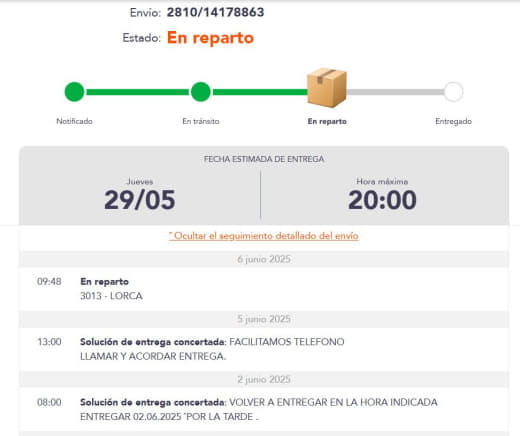 Envío: 2810/14178863
Estado: En reparto
Notificado
En tránsito
En reparto
Entregado
FECHA ESTIMADA DE ENTREGA
Jueves
29/05
Hora máxima
20:00
ˆ Ocultar el seguimiento detallado del envío
6 junio 2025
09:48 En reparto
3013 - LORCA
5 junio 2025
13:00 Solución de entrega concertada: FACILITAMOS TELEFONO
LLAMAR Y ACORDAR ENTREGA.
2 junio 2025
08:00 Solución de entrega concertada: VOLVER A ENTREGAR EN LA HORA INDICADA
ENTREGAR 02.06.2025 "POR LA TARDE .